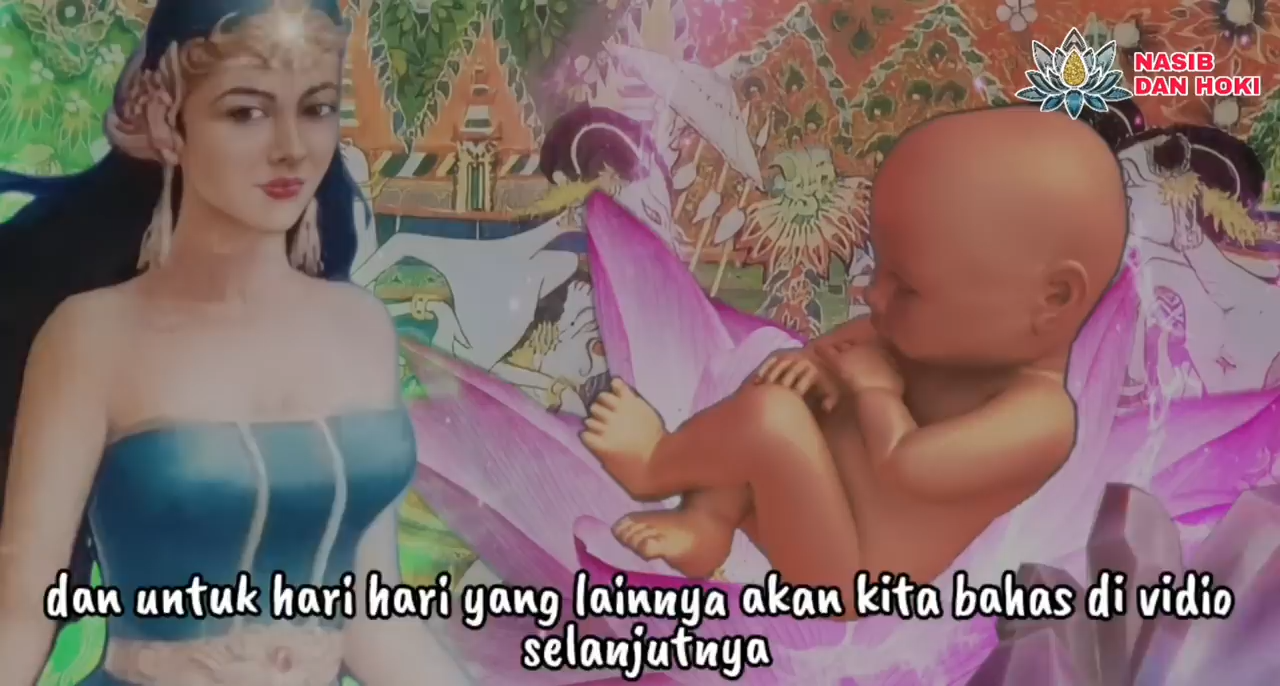 NASIB
DAN HOKI
dan untuk hari hari yang lainnya akan kita bahas di vidio
selanjutnya